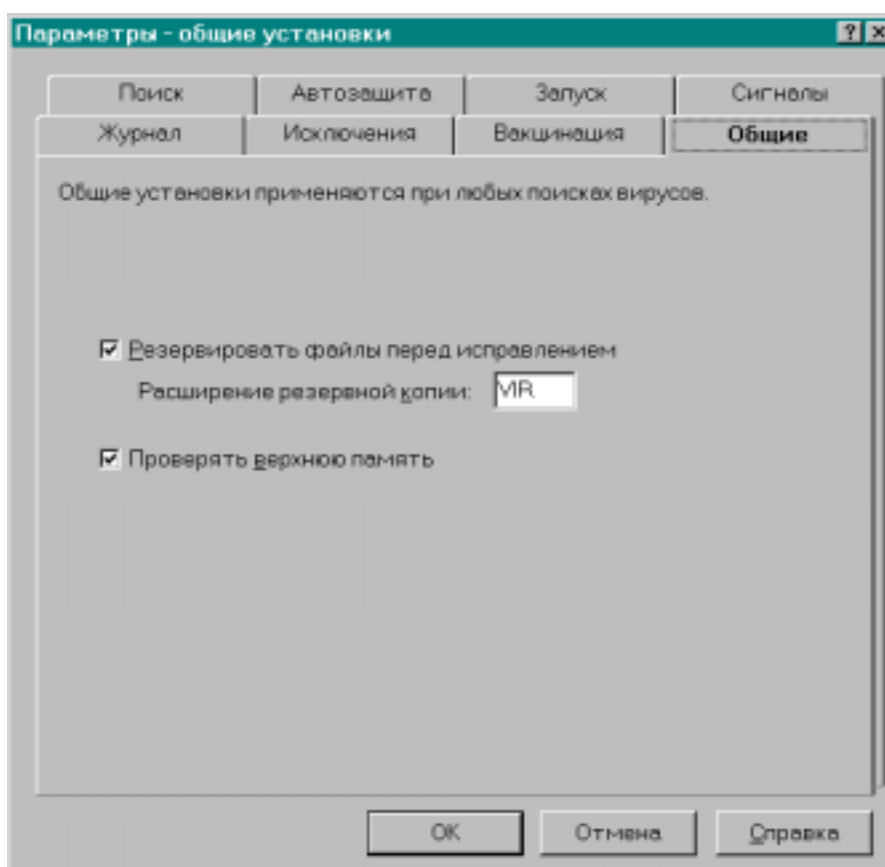 Параметры - общие установки
Поиск Автозащита Запуск Сигналы
Журнал Исключения Вакцинация Общие
Общие установки применяются при любых поисках вирусов.
Резервировать файлы перед исправлением
Расширение резервной копии: VIR
Проверять верхнюю память
OK Отмена Справка